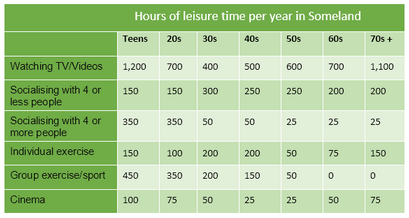 Hours of leisure time per year in Someland
Teens 20s 30s 40s 50s 60s 70s +
Watching TV/Videos 1,200 700 400 500 600 700 1,100
Socialising with 4 or
less people 150 150 300 250 250 200 200
Socialising with 4 or
more people 350 350 50 50 25 25 25
Individual exercise 150 100 200 200 50 75 150
Group exercise/sport 450 350 200 150 50 0 0
Cinema 100 75 50 25 25 50 75